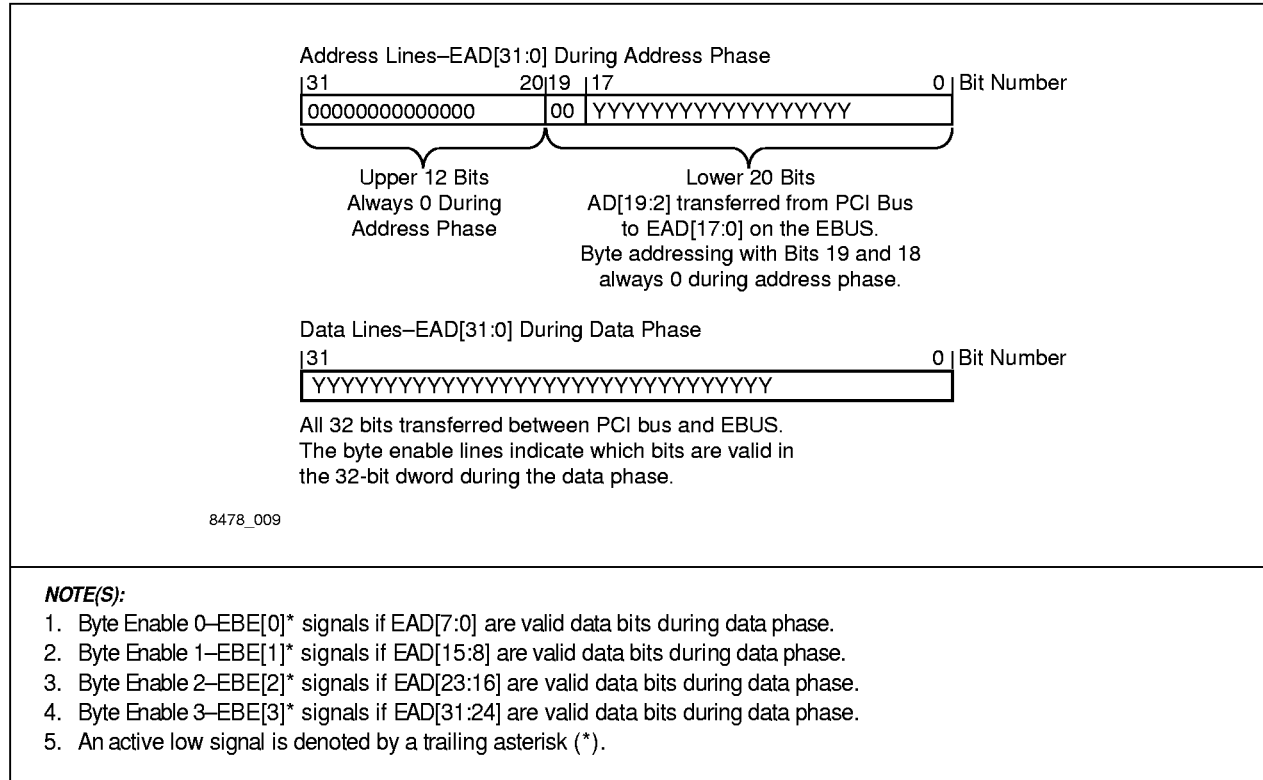 Address Lines–EAD[31:0] During Address Phase
|31 20|19 |17 0| Bit Number
00000000000000 00 YYYYYYYYYYYYYYYYYY
Upper 12 Bits
Always 0 During
Address Phase
Lower 20 Bits
AD[19:2] transferred from PCI Bus
to EAD[17:0] on the EBUS.
Byte addressing with Bits 19 and 18
always 0 during address phase.
Data Lines–EAD[31:0] During Data Phase
|31 0| Bit Number
YYYYYYYYYYYYYYYYYYYYYYYYYYYYYYYY
All 32 bits transferred between PCI bus and EBUS.
The byte enable lines indicate which bits are valid in
the 32-bit dword during the data phase.
8478_009
NOTE(S):
1. Byte Enable 0–EBE[0]* signals if EAD[7:0] are valid data bits during data phase.
2. Byte Enable 1–EBE[1]* signals if EAD[15:8] are valid data bits during data phase.
3. Byte Enable 2–EBE[2]* signals if EAD[23:16] are valid data bits during data phase.
4. Byte Enable 3–EBE[3]* signals if EAD[31:24] are valid data bits during data phase.
5. An active low signal is denoted by a trailing asterisk (*).